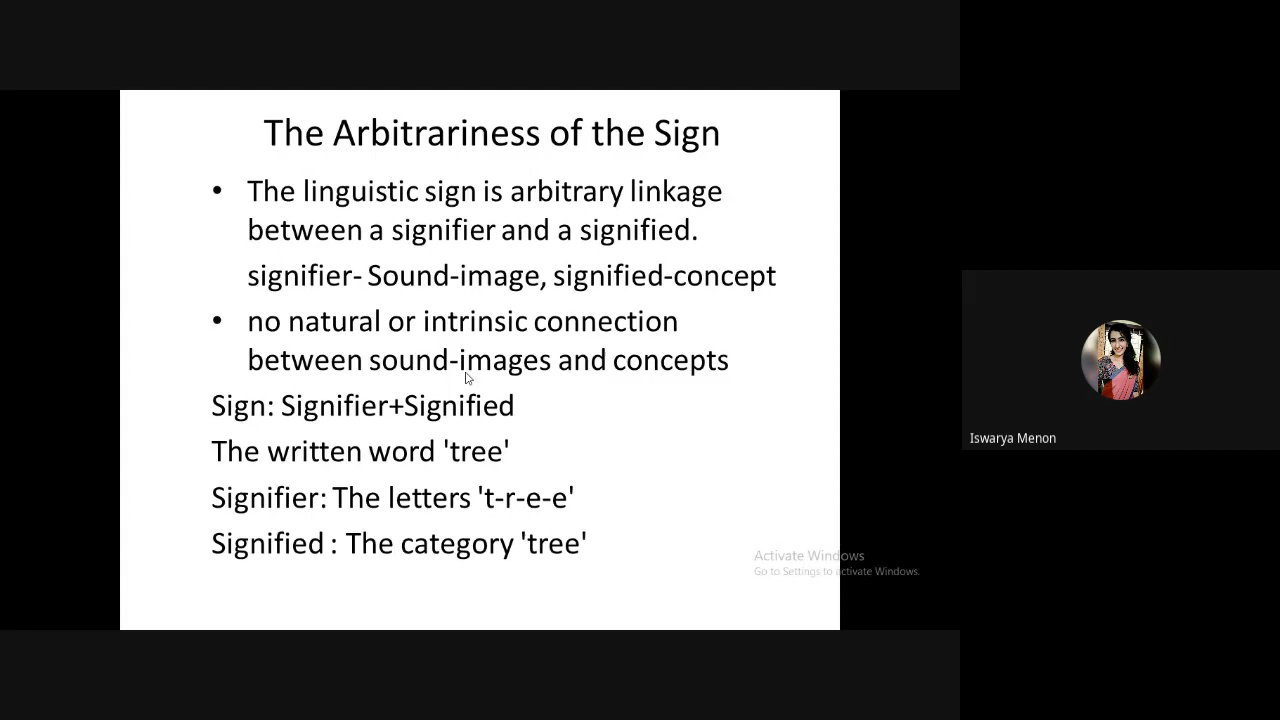 The Arbitrariness of the Sign
• The linguistic sign is arbitrary linkage
between a signifier and a signified.
signifier- Sound-image, signified-concept
• no natural or intrinsic connection
between sound-images and concepts
Sign: Signifier+Signified
The written word 'tree'
Signifier: The letters 't-r-e-e'
Signified : The category 'tree'
Activate Windows
Go to Settings to activate Windows.
Iswarya Menon